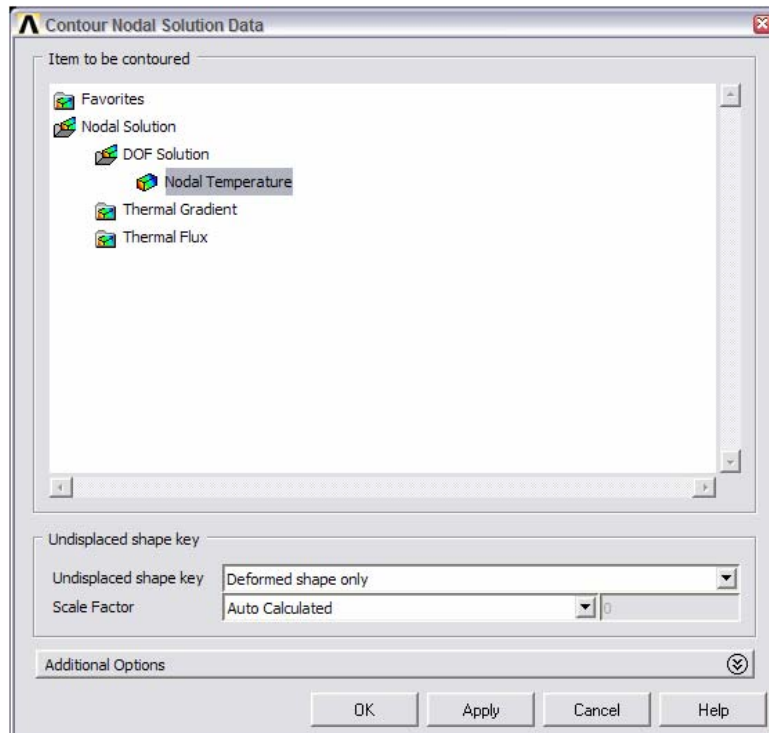 Contour Nodal Solution Data
Item to be contoured
Favorites
Nodal Solution
DOF Solution
Nodal Temperature
Thermal Gradient
Thermal Flux
Undisplaced shape key
Undisplaced shape key Deformed shape only
Scale Factor Auto Calculated 0
Additional Options
OK Apply Cancel Help